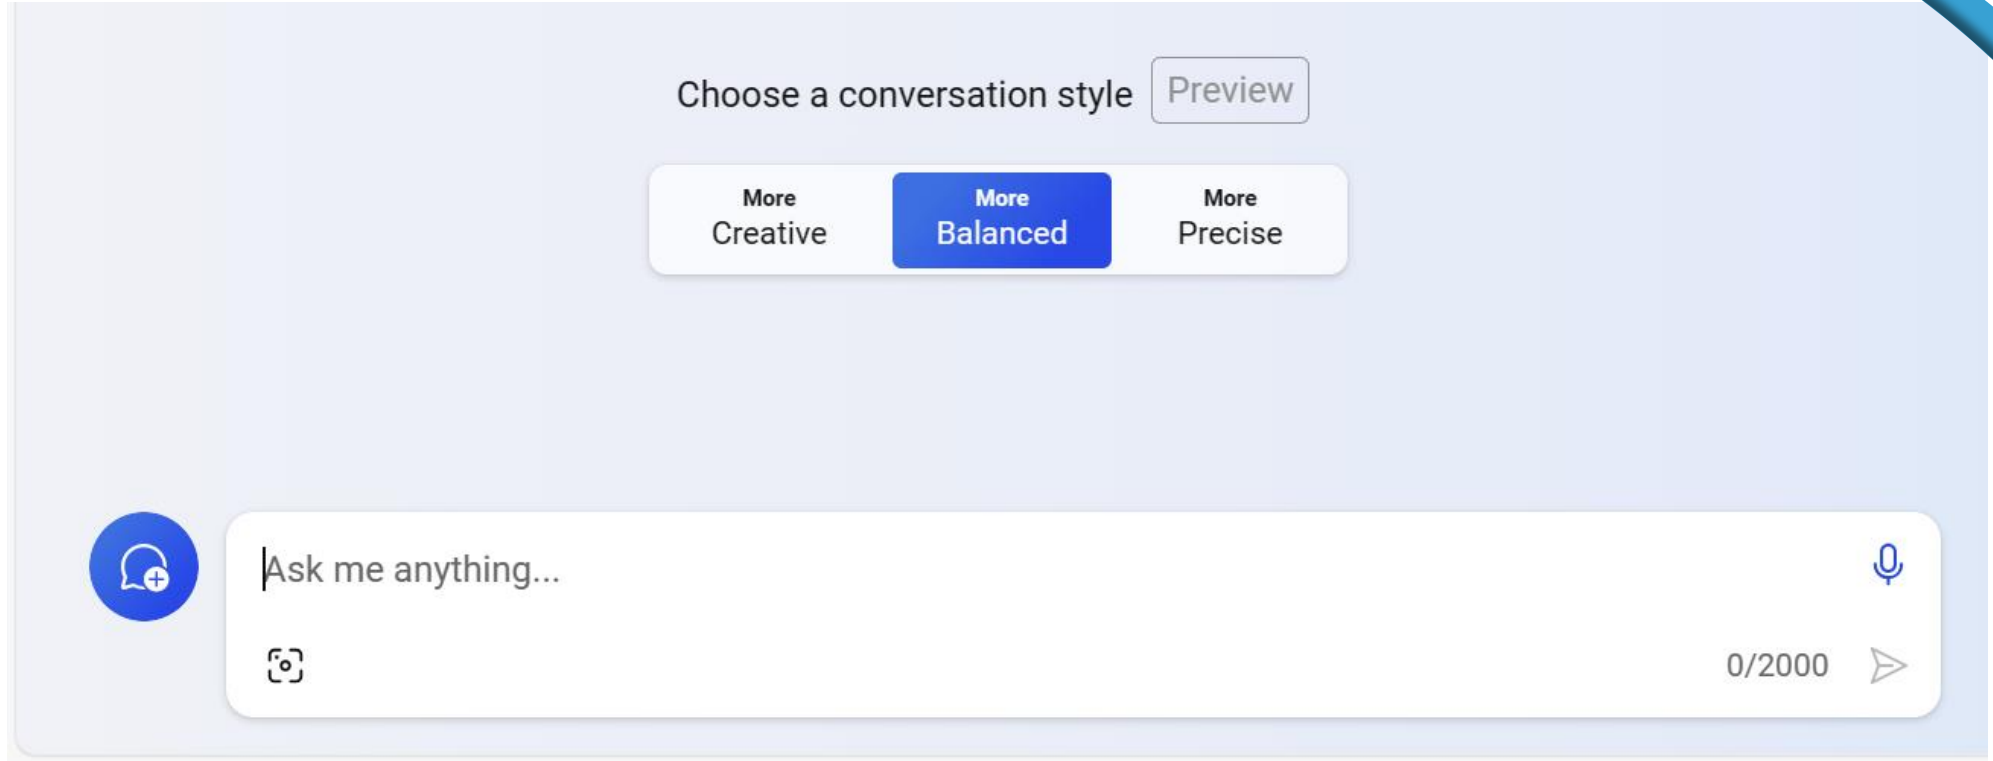 Choose a conversation style Preview
More More More
Creative Balanced Precise
Ask me anything...
0/2000